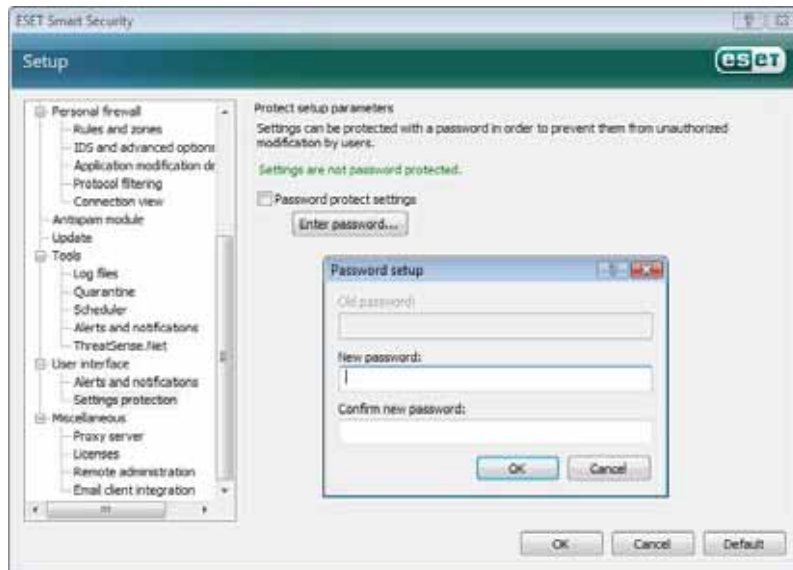 ESET Smart Security
Setup
eset
Personal firewall
Rules and zones
IDS and advanced options
Application modification de
Protocol filtering
Connection view
Antispam module
Update
Tools
Log files
Quarantine
Scheduler
Alerts and notifications
ThreatSense.Net
User interface
Alerts and notifications
Settings protection
Miscellaneous
Proxy server
Licenses
Remote administration
Email client integration
Protect setup parameters
Settings can be protected with a password in order to prevent them from unauthorized
modification by users.
Settings are not password protected.
Password protect settings
Enter password...
Password setup
Old password:
New password:
Confirm new password:
OK Cancel
OK Cancel Default